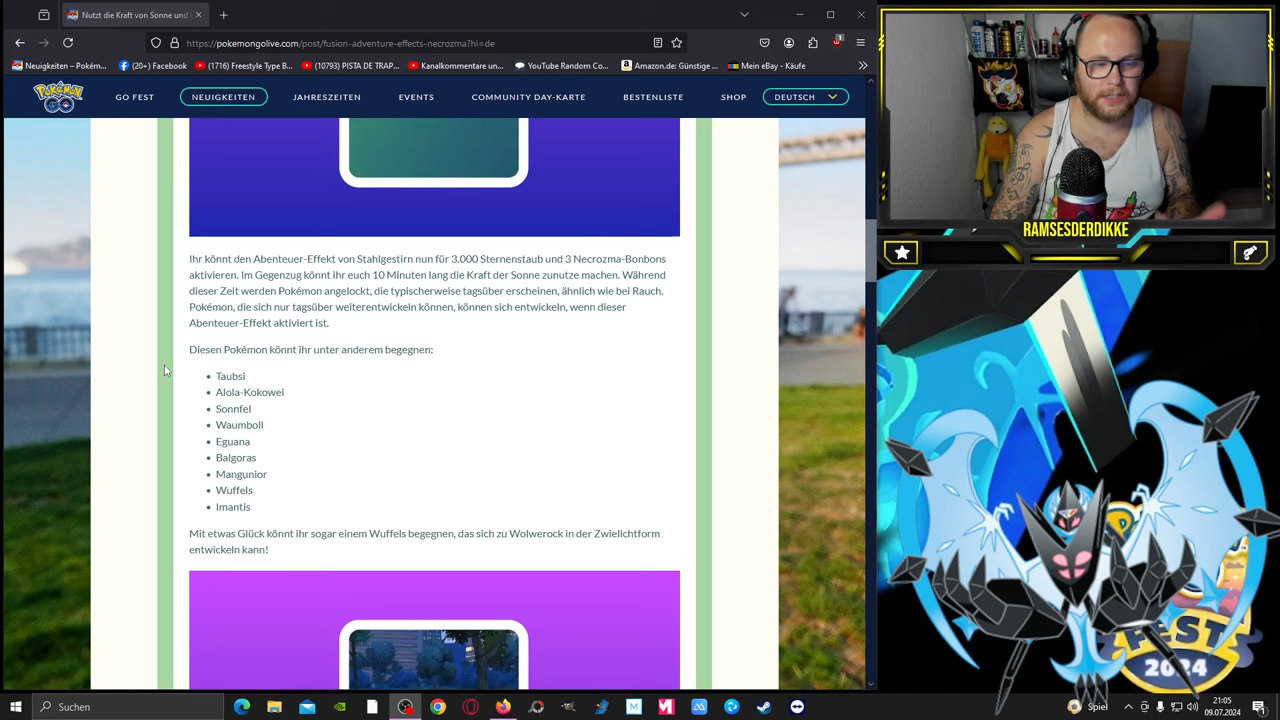 Nutzt die Kraft von Sonne und
https://pokemongolive.com/post/fusion-adventure-effects-necrozma?hl=de
Neuigkeiten – Pokém...
(20+) Facebook
(1716) Freestyle Type B...
(10793) PISTA DE TRAP...
Kanalkommentare un...
YouTube Random Co...
Amazon.de: Günstige...
Mein eBay - Käufe
Pokémon GO
GO FEST
NEUIGKEITEN
JAHRESZEITEN
EVENTS
COMMUNITY DAY-KARTE
BESTENLISTE
SHOP
DEUTSCH
Ihr könnt den Abenteuer-Effekt von Stahlgestirn nun für 3.000 Sternenstaub und 3 Necrozma-Bonbons
aktivieren. Im Gegenzug könnt ihr euch 10 Minuten lang die Kraft der Sonne zunutze machen. Während
dieser Zeit werden Pokémon angelockt, die typischerweise tagsüber erscheinen, ähnlich wie bei Rauch.
Pokémon, die sich nur tagsüber weiterentwickeln können, können sich entwickeln, wenn dieser
Abenteuer-Effekt aktiviert ist.
Diesen Pokémon könnt ihr unter anderem begegnen:
• Taubsi
• Alola-Kokowei
• Sonnfel
• Waumboll
• Eguana
• Balgoras
• Mangunior
• Wuffels
• Imantis
Mit etwas Glück könnt ihr sogar einem Wuffels begegnen, das sich zu Wolwerock in der Zwielichtform
entwickeln kann!
RAMSESDERDIKKE
FEST
2024
Suchen
Spiel
21:05
09.07.2024